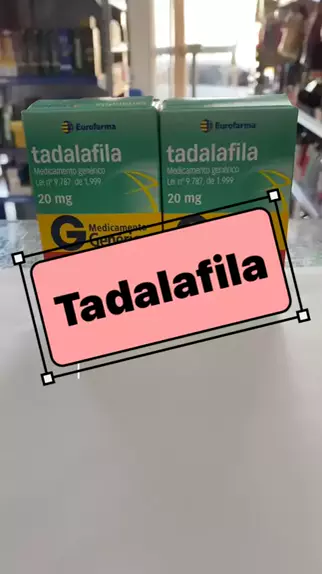 Eurofarma
tadalafila
Medicamento genérico
Lei nº 9.787, de 1.999
20 mg
G Medicamento
Genérico
Eurofarma
tadalafila
Medicamento genérico
Lei nº 9.787, de 1.999
20 mg
Tadalafila